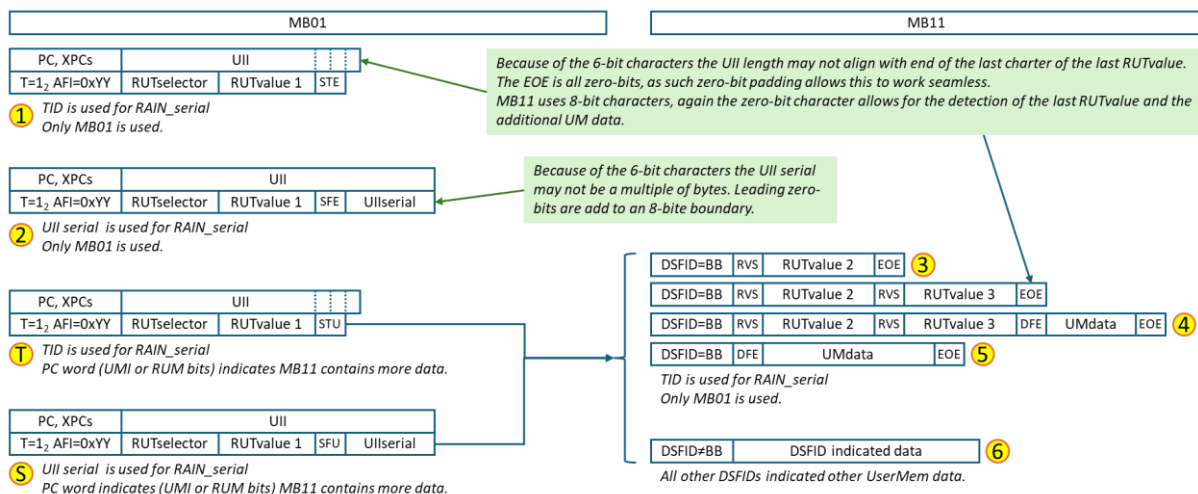 MB01
MB11
PC, XPCs UII
T=1₂ AFI=0xYY RUTselector RUTvalue 1 STE
1 TID is used for RAIN_serial
Only MB01 is used.
Because of the 6-bit characters the UII length may not align with end of the last charter of the last RUTvalue.
The EOE is all zero-bits, as such zero-bit padding allows this to work seamless.
MB11 uses 8-bit characters, again the zero-bit character allows for the detection of the last RUTvalue and the
additional UM data.
PC, XPCs UII
T=1₂ AFI=0xYY RUTselector RUTvalue 1 SFE UIIserial
2 UII serial is used for RAIN_serial
Only MB01 is used.
Because of the 6-bit characters the UII serial
may not be a multiple of bytes. Leading zero-
bits are add to an 8-bite boundary.
PC, XPCs UII
T=1₂ AFI=0xYY RUTselector RUTvalue 1 STU
T TID is used for RAIN_serial
PC word (UMI or RUM bits) indicates MB11 contains more data.
PC, XPCs UII
T=1₂ AFI=0xYY RUTselector RUTvalue 1 SFU UIIserial
S UII serial is used for RAIN_serial
PC word indicates (UMI or RUM bits) MB11 contains more data.
DSFID=BB RVS RUTvalue 2 EOE 3
DSFID=BB RVS RUTvalue 2 RVS RUTvalue 3 EOE
DSFID=BB RVS RUTvalue 2 RVS RUTvalue 3 DFE UMdata EOE 4
DSFID=BB DFE UMdata EOE 5
TID is used for RAIN_serial
Only MB01 is used.
DSFID≠BB DSFID indicated data 6
All other DSFIDs indicated other UserMem data.